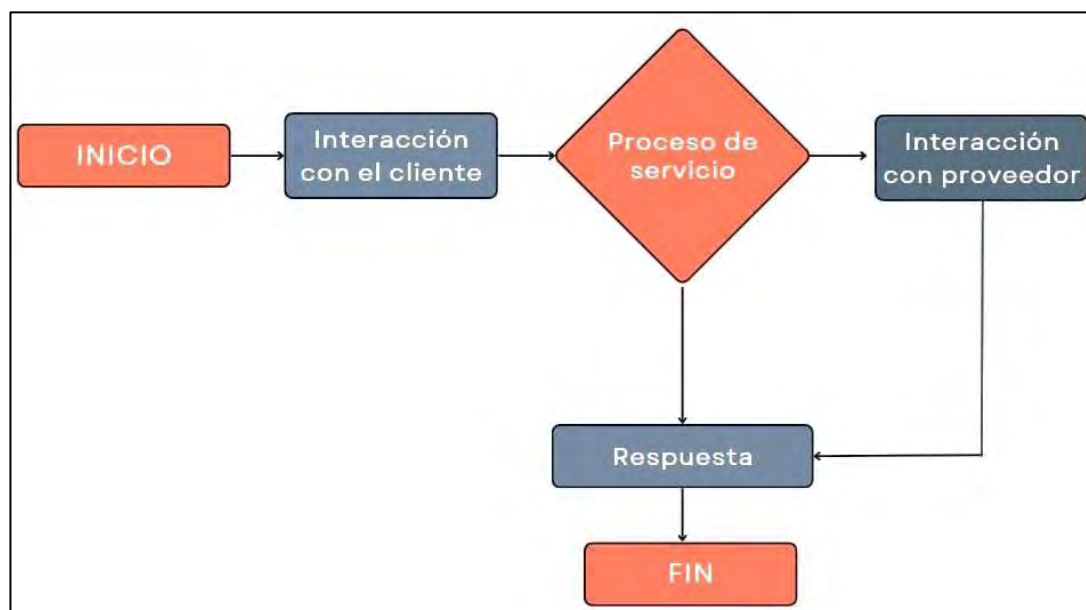 INICIO
Interacción
con el cliente
Proceso de
servicio
Interacción
con proveedor
Respuesta
FIN